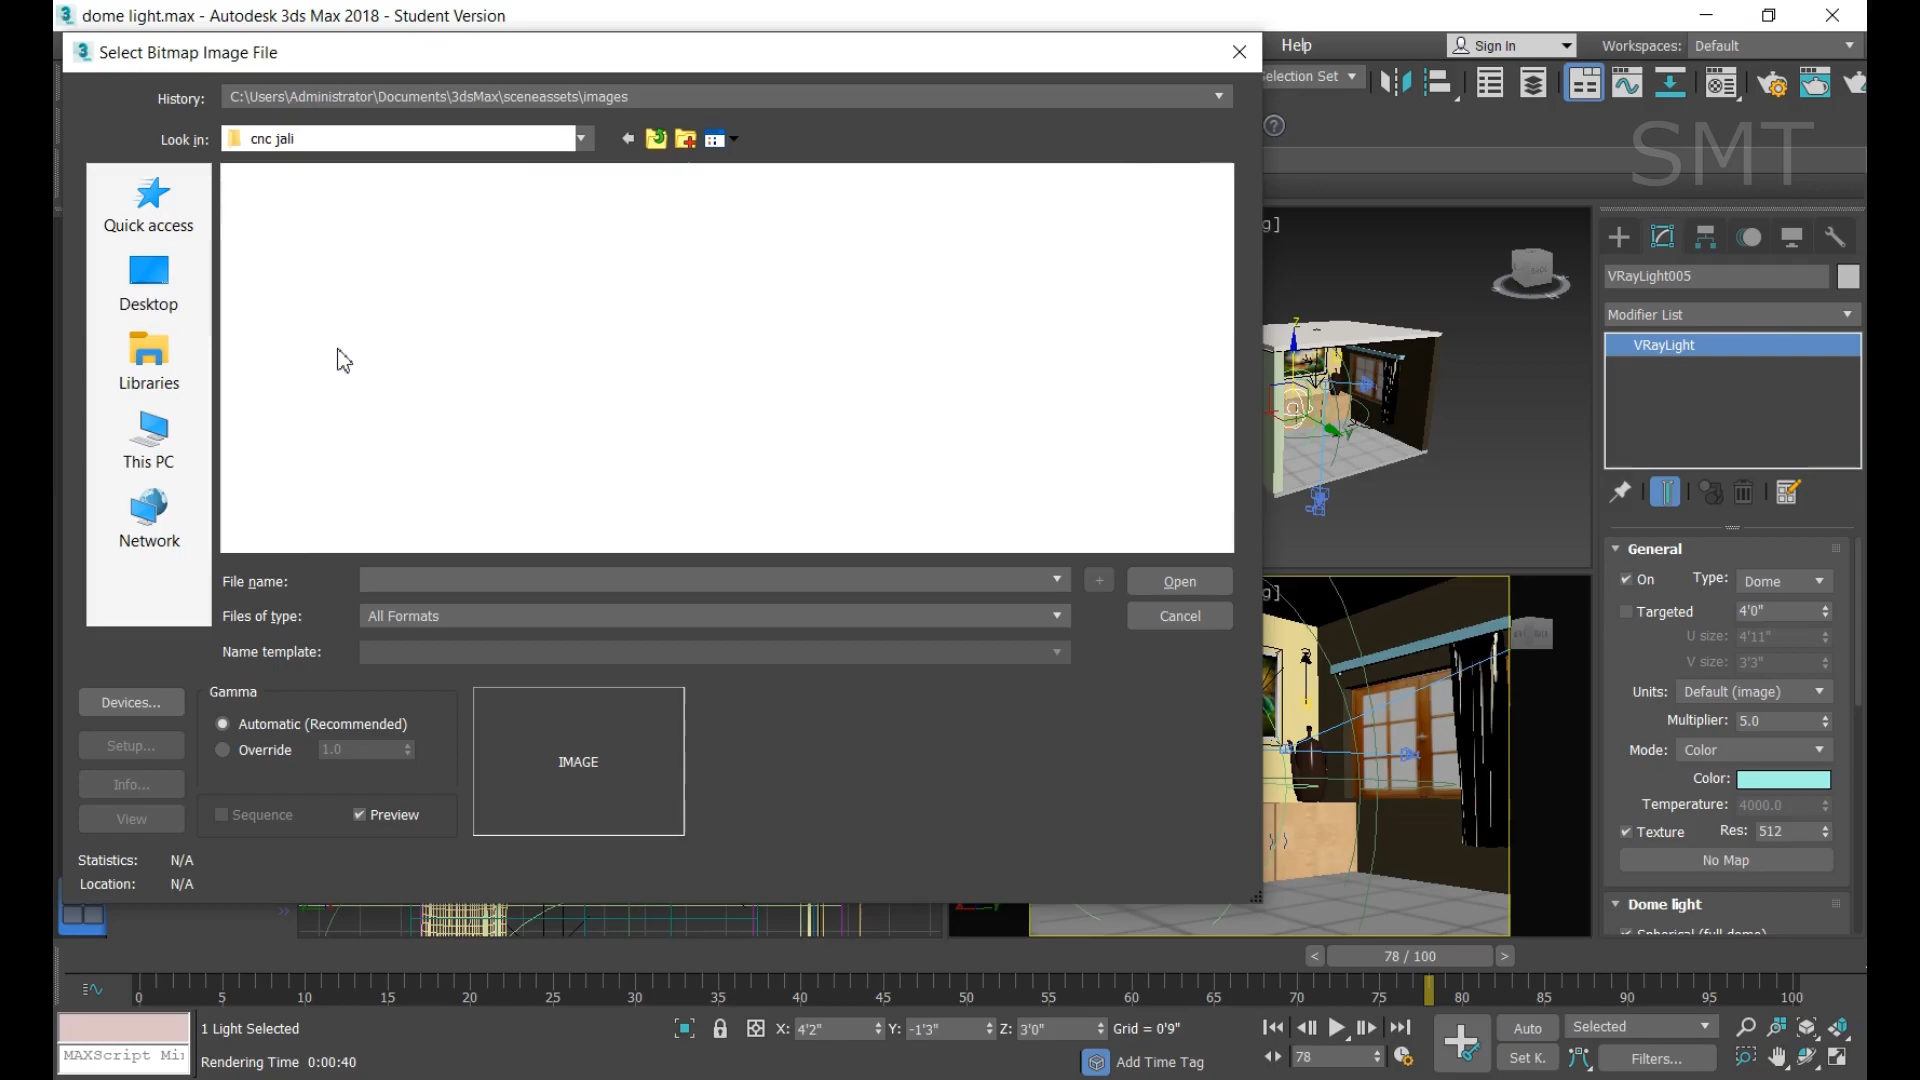 dome light.max - Autodesk 3ds Max 2018 - Student Version
Select Bitmap Image File
Help
Sign In
Workspaces: Default
History: C:\Users\Administrator\Documents\3dsMax\sceneassets\images
election Set
Look in: cnc jali
SMT
Quick access
Desktop
Libraries
This PC
Network
g]
VRayLight005
Modifier List
VRayLight
File name:
Open
Files of type: All Formats
Cancel
Name template:
Devices...
Setup...
Info...
View
Gamma
Automatic (Recommended)
Override 1.0
Sequence
Preview
IMAGE
Statistics: N/A
Location: N/A
g]
General
On Type: Dome
Targeted 4'0"
U size: 4'11"
V size: 3'3"
Units: Default (image)
Multiplier: 5.0
Mode: Color
Color:
Temperature: 4000.0
Texture Res: 512
No Map
Dome light
Spherical (full dome)
< 78 / 100 >
0 5 10 15 20 25 30 35 40 45 50 55 60 65 70 75 80 85 90 95 100
1 Light Selected
X: 4'2" Y: -1'3" Z: 3'0" Grid = 0'9"
Auto Selected
MAXScript Mi
Rendering Time 0:00:40
Add Time Tag
78
Set K. Filters...